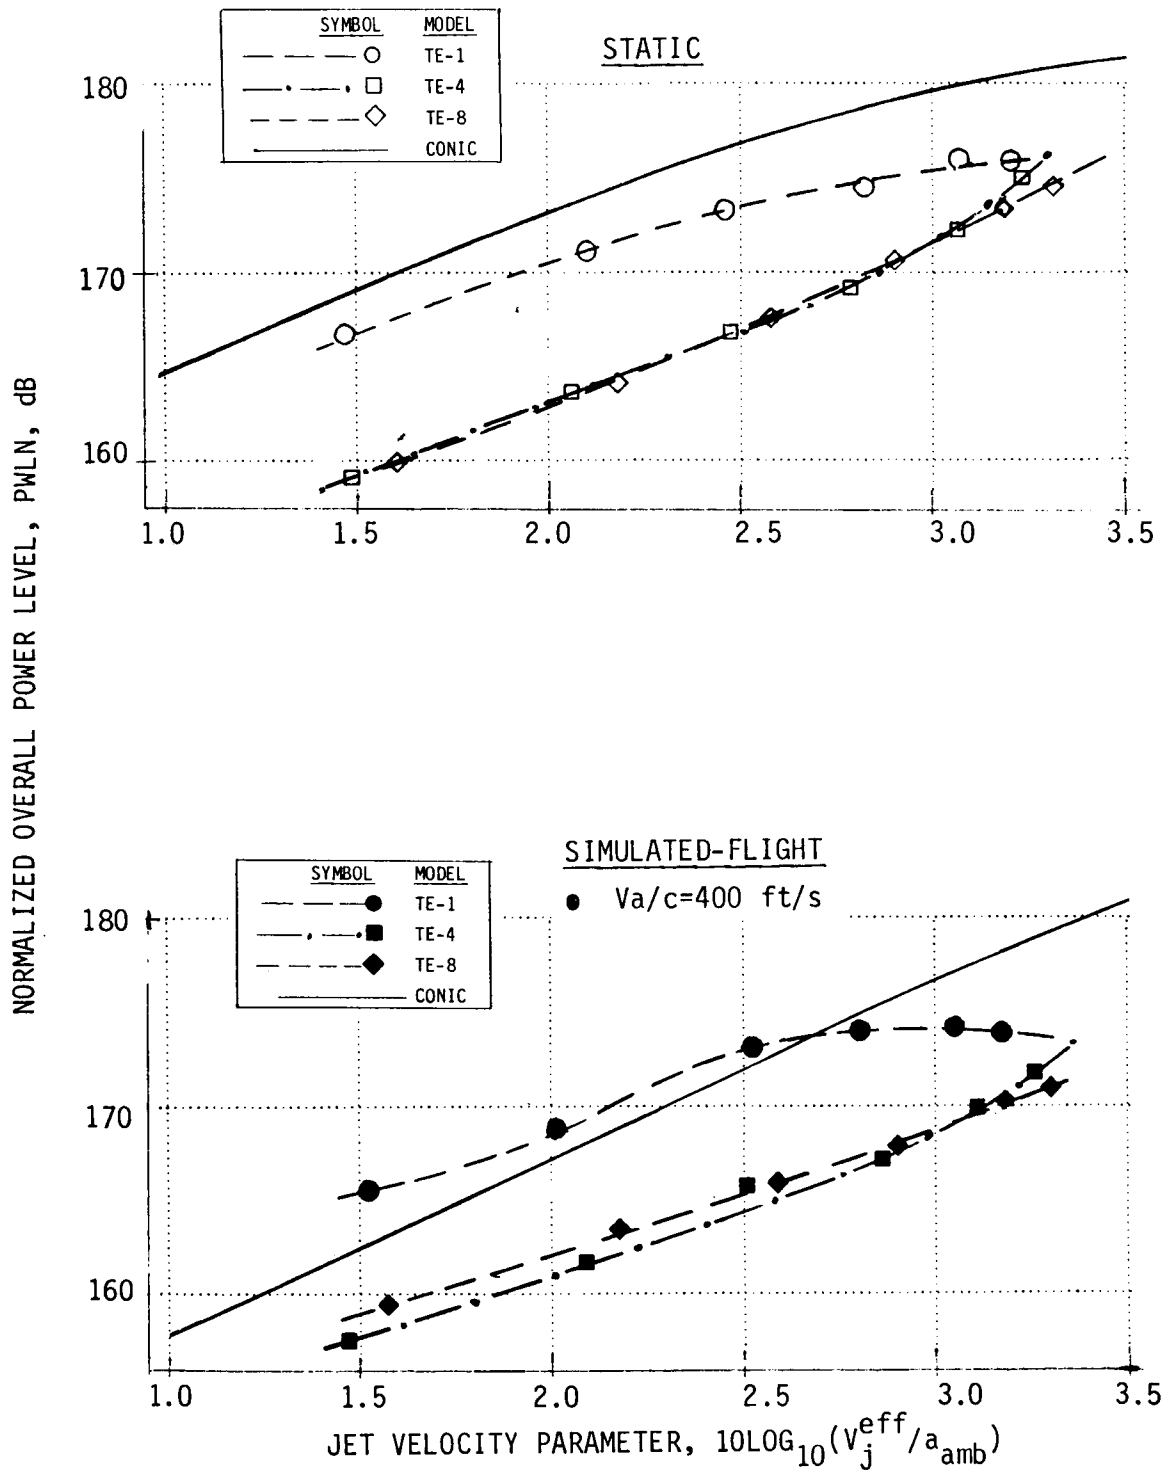 SYMBOL MODEL
TE-1
TE-4
TE-8
CONIC
STATIC
180
170
160
1.0 1.5 2.0 2.5 3.0 3.5
NORMALIZED OVERALL POWER LEVEL, PWLN, dB
SIMULATED-FLIGHT
• Va/c=400 ft/s
SYMBOL MODEL
TE-1
TE-4
TE-8
CONIC
180
170
160
1.0 1.5 2.0 2.5 3.0 3.5
JET VELOCITY PARAMETER, 10LOG10(Vjeff/aamb)